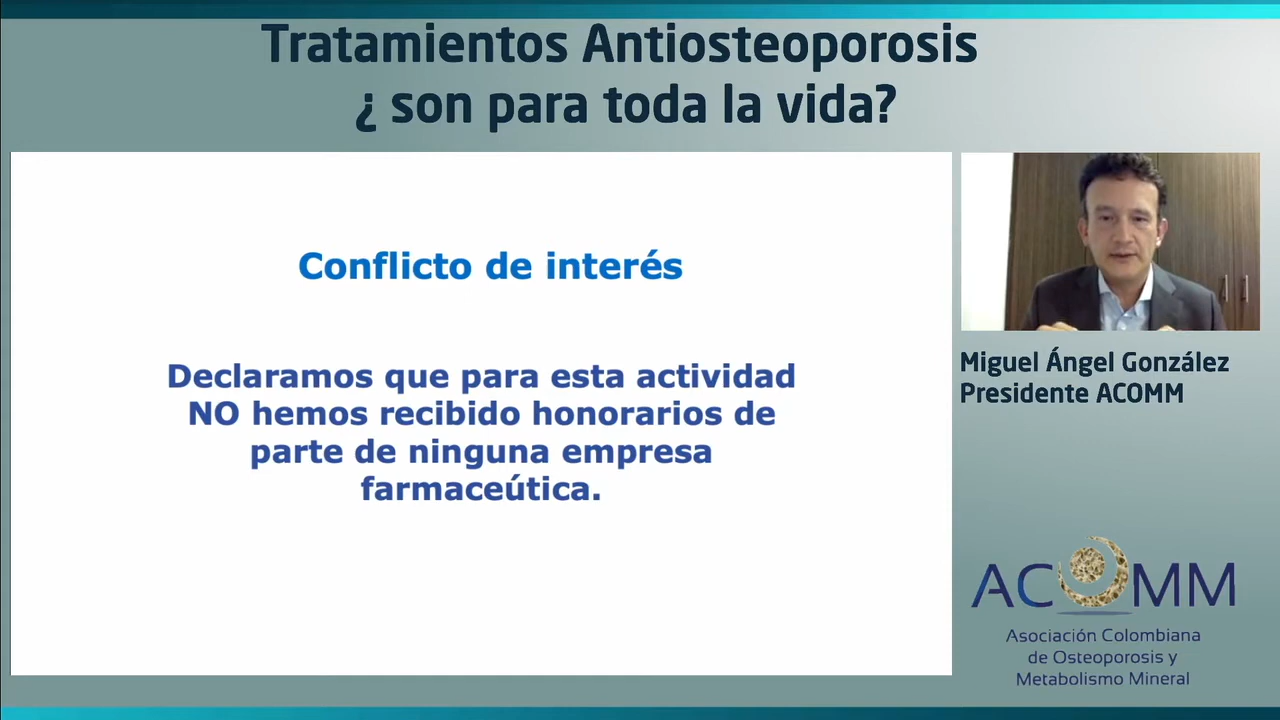 Tratamientos Antiosteoporosis
¿ son para toda la vida?
Conflicto de interés
Declaramos que para esta actividad
NO hemos recibido honorarios de
parte de ninguna empresa
farmaceútica.
Miguel Ángel González
Presidente ACOMM
ACOMM
Asociación Colombiana
de Osteoporosis y
Metabolismo Mineral